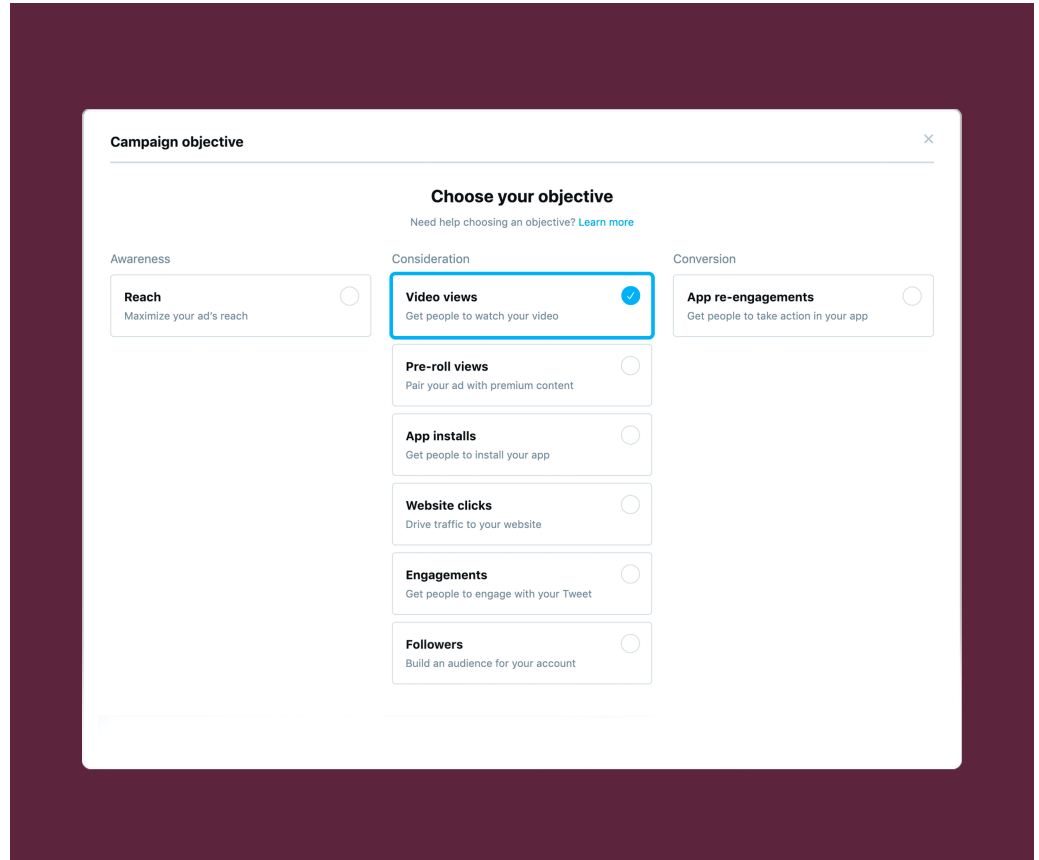 Campaign objective
Choose your objective
Need help choosing an objective? Learn more
Awareness
Reach
Maximize your ad's reach
Consideration
Video views
Get people to watch your video
Pre-roll views
Pair your ad with premium content
App installs
Get people to install your app
Website clicks
Drive traffic to your website
Engagements
Get people to engage with your Tweet
Followers
Build an audience for your account
Conversion
App re-engagements
Get people to take action in your app